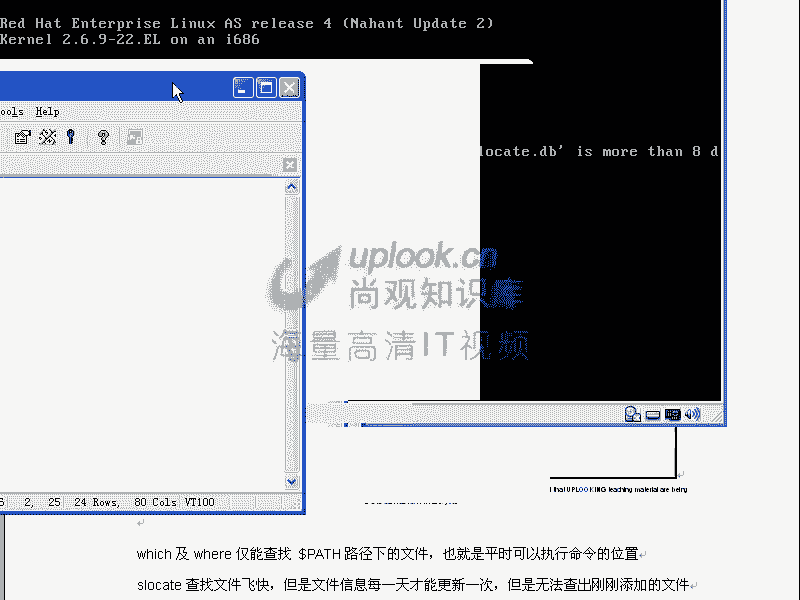 Red Hat Enterprise Linux AS release 4 (Nahant Update 2)
Kernel 2.6.9-22.EL on an i686
ools Help
locate.db' is more than 8 d
uplook.cn
尚观知识库
海量高清IT视频
6 2, 25 24 Rows, 80 Cols VT100
l that UPLOOKING teaching material are being
which 及 where 仅能查找 $PATH 路径下的文件，也就是平时可以执行命令的位置
slocate 查找文件飞快，但是文件信息每一天才能更新一次，但是无法查出刚刚添加的文件